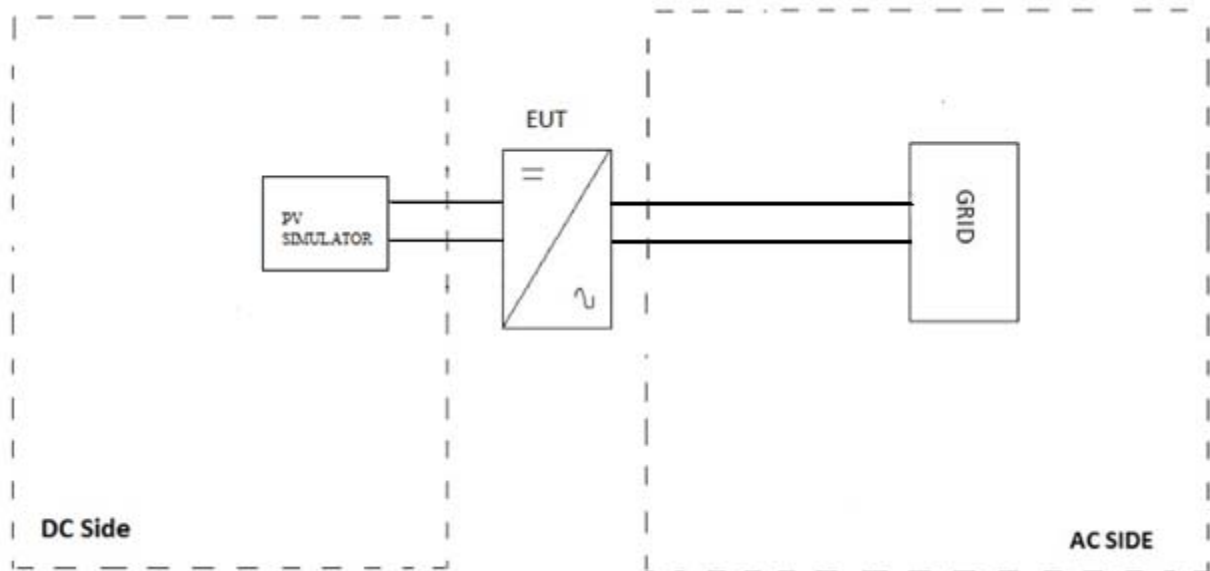 EUT
PV
SIMULATOR
GRID
DC Side
AC SIDE